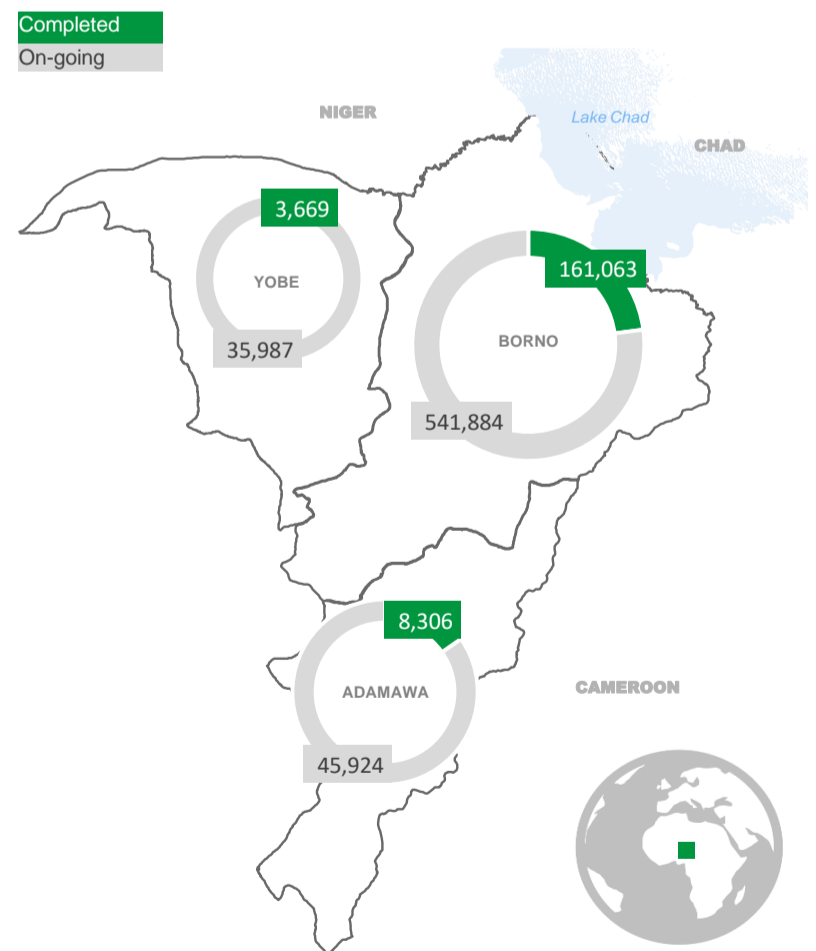 Completed
On-going
NIGER
Lake Chad
CHAD
3,669
YOBE
35,987
161,063
BORNO
541,884
8,306
ADAMAWA
45,924
CAMEROON